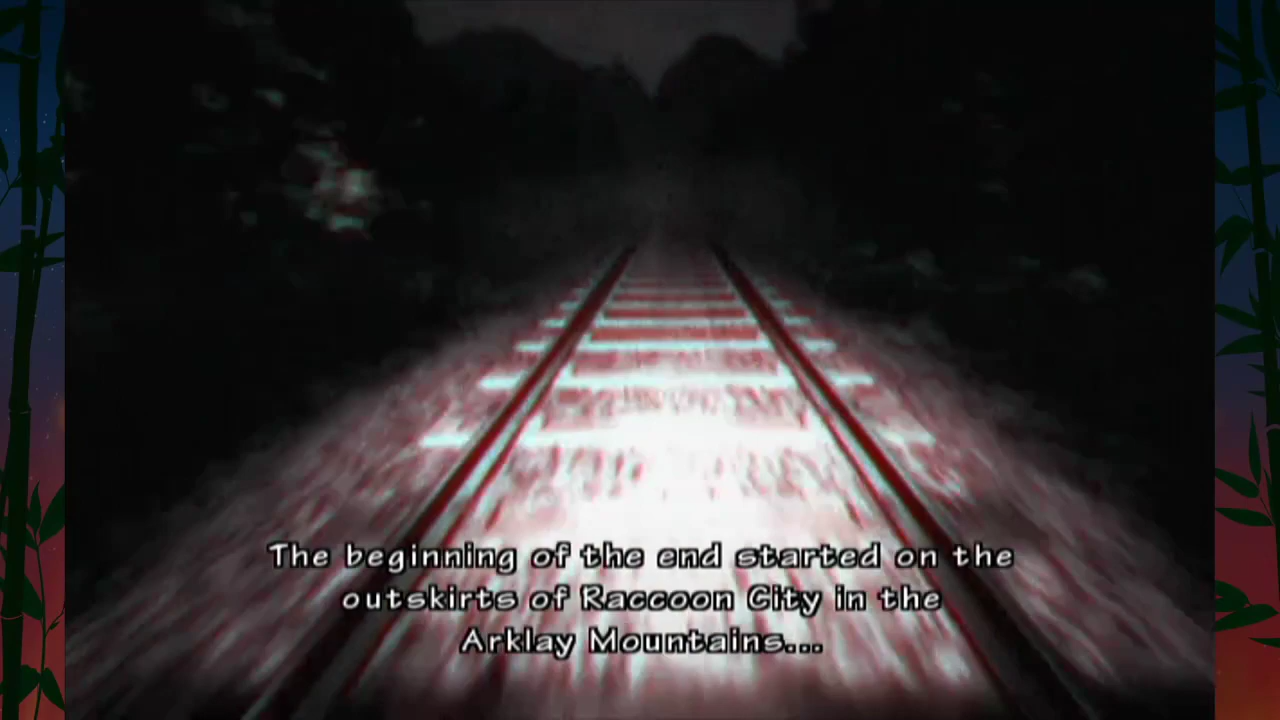 The beginning of the end started on the
outskirts of Raccoon City in the
Arklay Mountains...